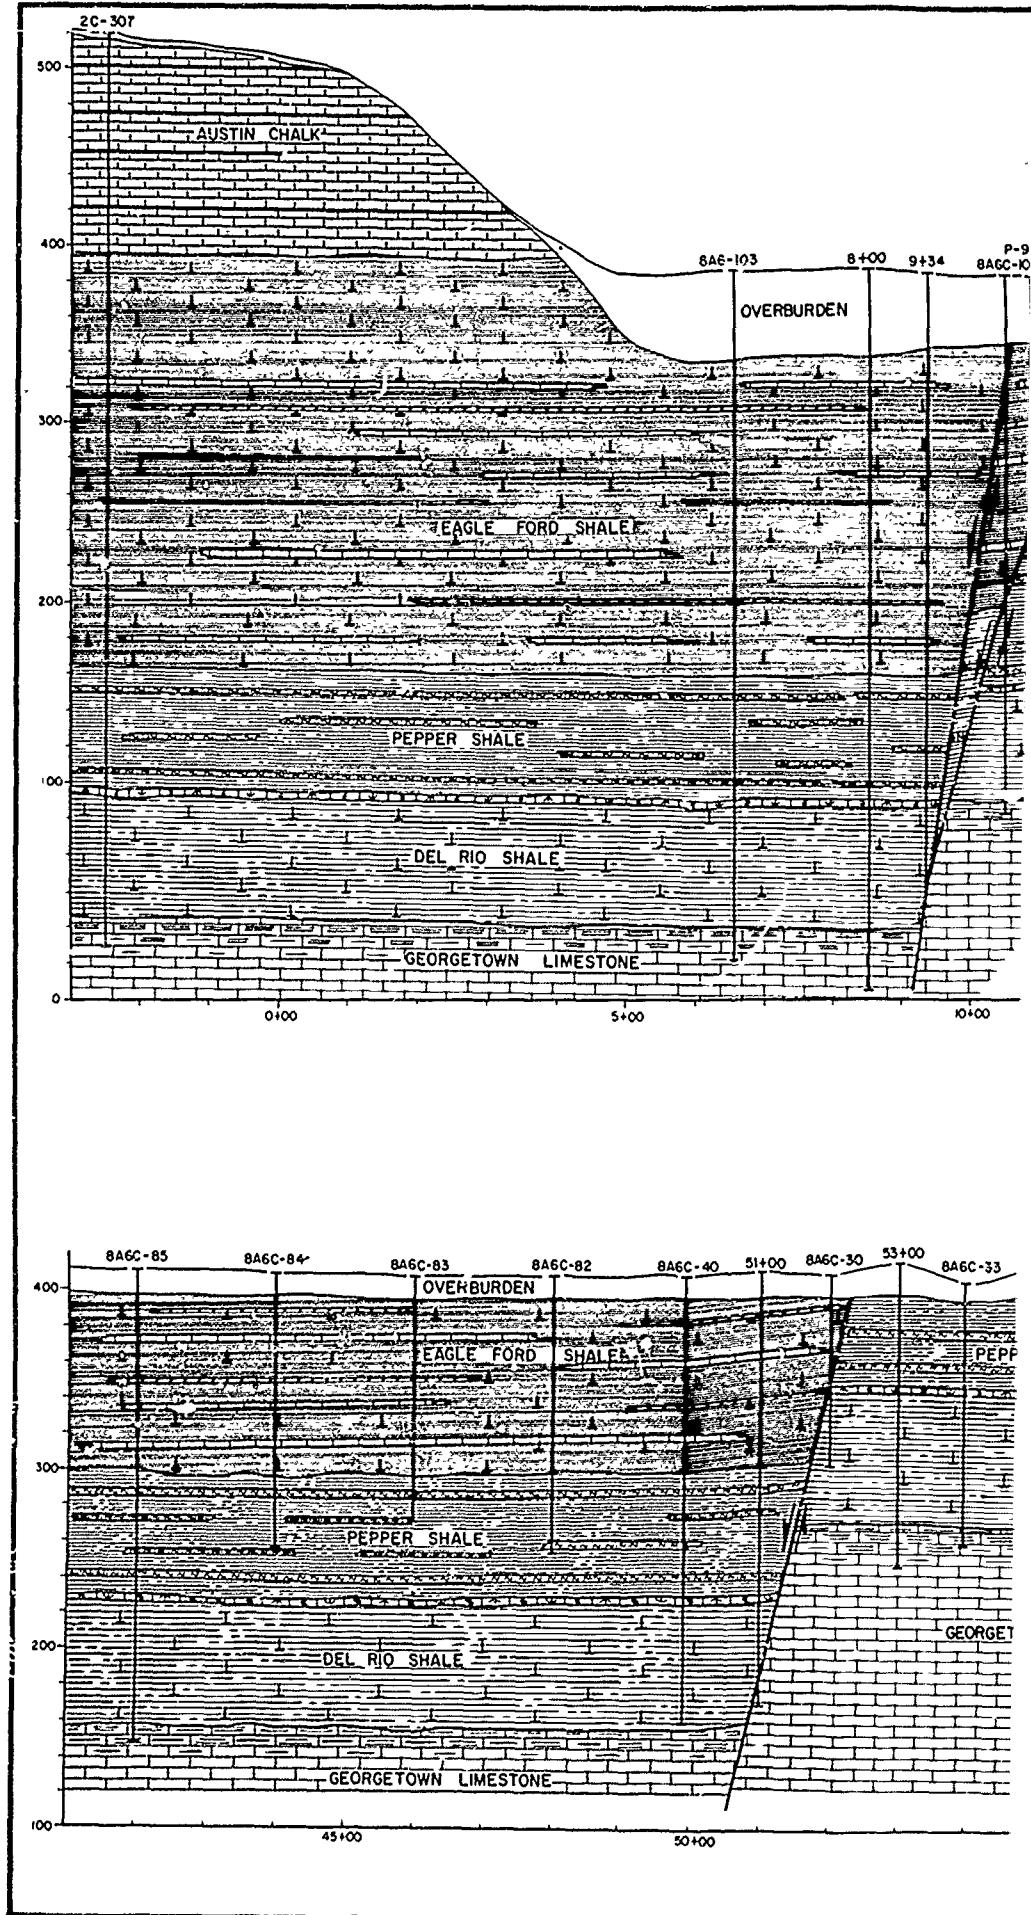 2C-307
500
AUSTIN CHALK
400
8A6-103
8+00
9+34
P-9
8A6C-10
OVERBURDEN
300
EAGLE FORD SHALE
200
PEPPER SHALE
100
DEL RIO SHALE
GEORGETOWN LIMESTONE
0
0+00
5+00
10+00
8A6C-85
8A6C-84
8A6C-83
8A6C-82
8A6C-40
51+00
8A6C-30
53+00
8A6C-33
400
OVERBURDEN
EAGLE FORD SHALE
PEPP
300
PEPPER SHALE
200
GEORGET
DEL RIO SHALE
GEORGETOWN LIMESTONE
100
45+00
50+00